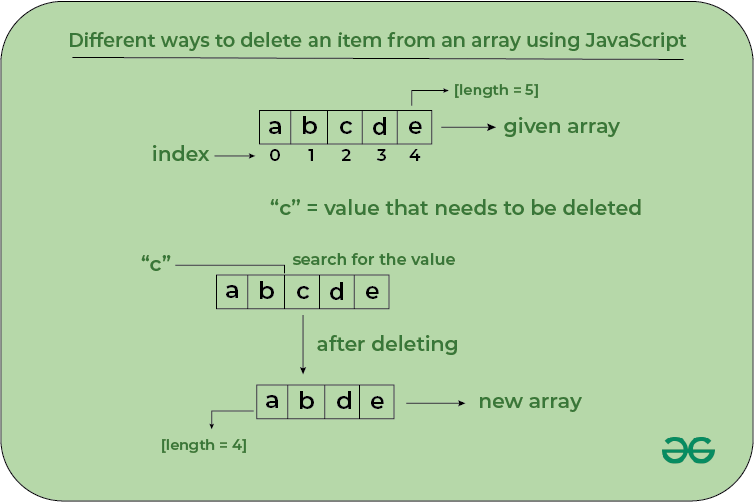 Different ways to delete an item from an array using JavaScript
[length = 5]
a b c d e
given array
index
0 1 2 3 4
“c” = value that needs to be deleted
“c”
search for the value
a b c d e
after deleting
a b d e
new array
[length = 4]